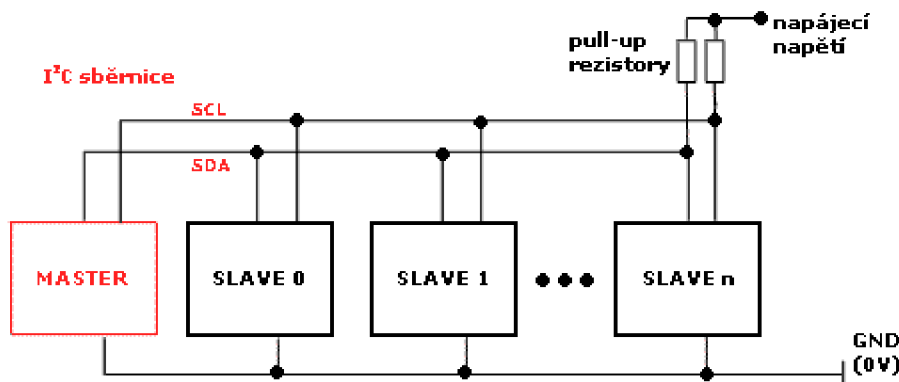 napájecí
napětí
pull-up
rezistory
I²C sběrnice
SCL
SDA
MASTER
SLAVE 0
SLAVE 1
SLAVE n
GND
(0V)